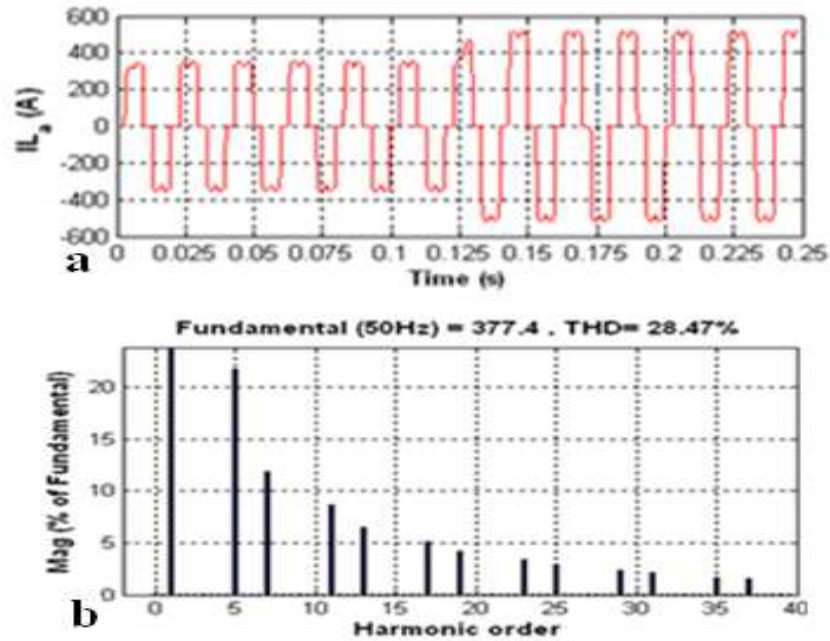 600
400
200
0
-200
-400
-600
IL_a (A)
0 0.025 0.05 0.075 0.1 0.125 0.15 0.175 0.2 0.225 0.25
a
Time (s)
Fundamental (50Hz) = 377.4 , THD= 28.47%
20
15
10
5
0
Mag (% of Fundamental)
0 5 10 15 20 25 30 35 40
b
Harmonic order